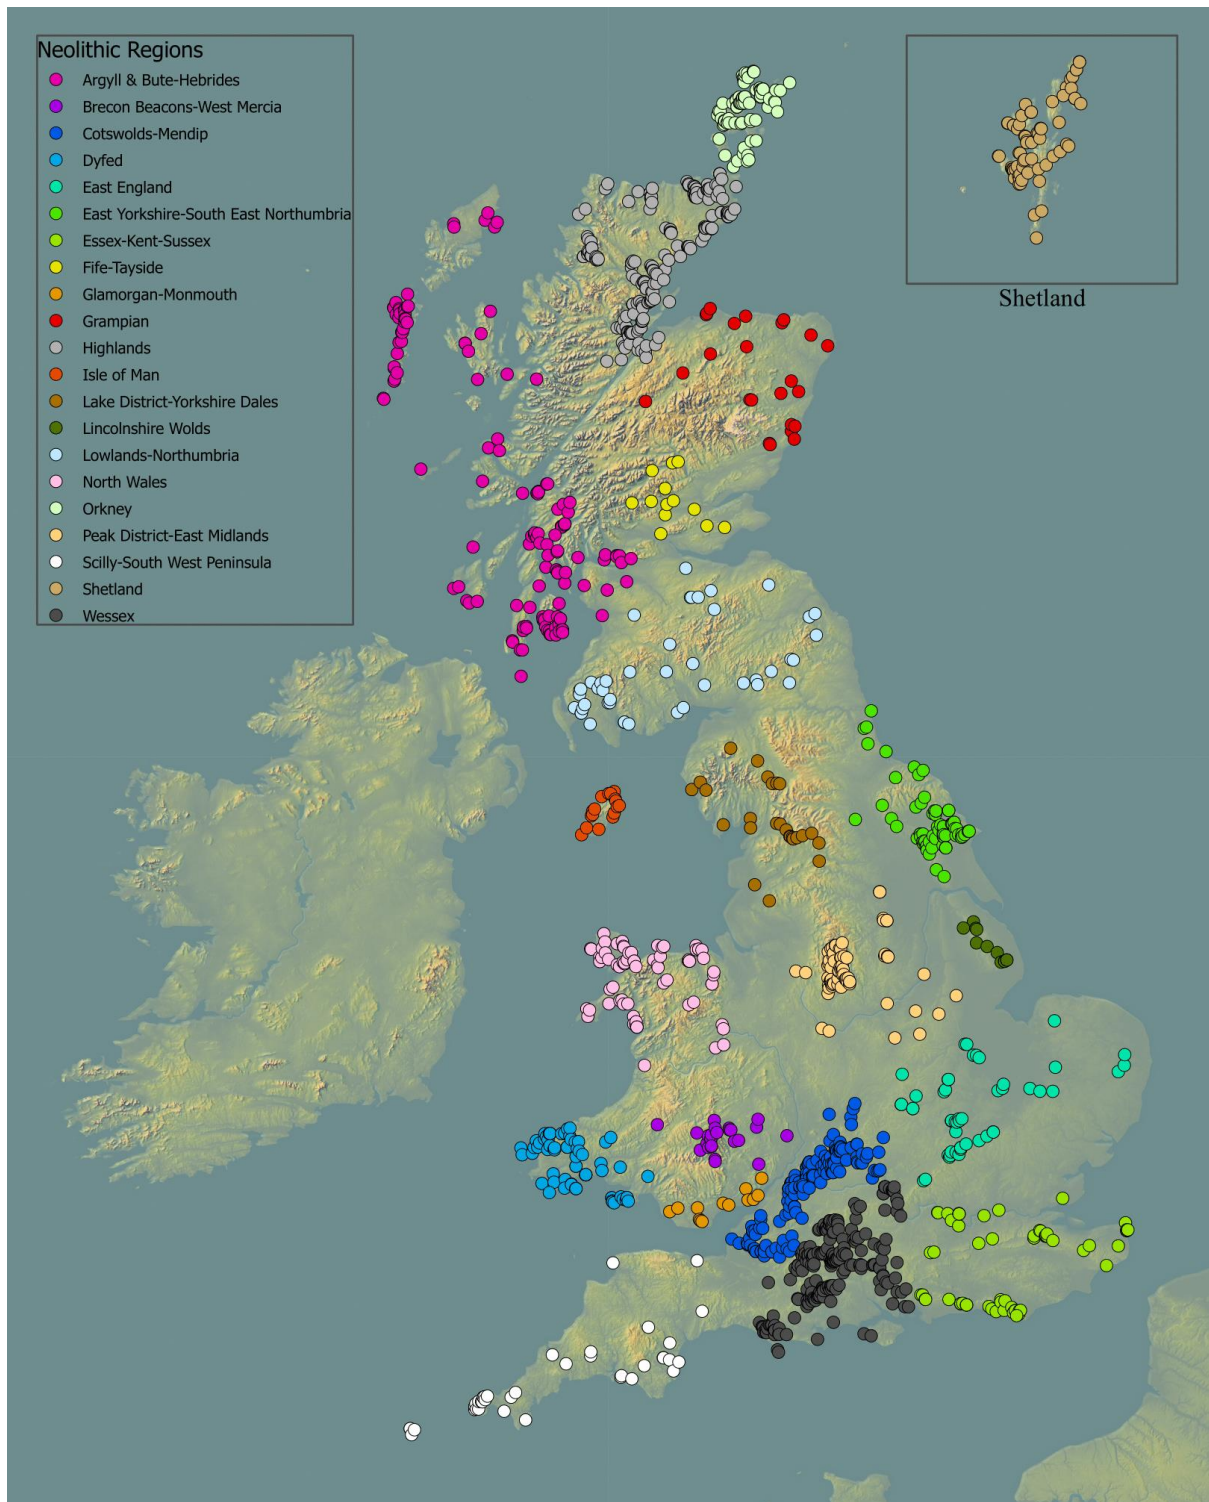 Neolithic Regions
Argyll & Bute-Hebrides
Brecon Beacons-West Mercia
Cotswolds-Mendip
Dyfed
East England
East Yorkshire-South East Northumbria
Essex-Kent-Sussex
Fife-Tayside
Glamorgan-Monmouth
Grampian
Highlands
Isle of Man
Lake District-Yorkshire Dales
Lincolnshire Wolds
Lowlands-Northumbria
North Wales
Orkney
Peak District-East Midlands
Scilly-South West Peninsula
Shetland
Wessex
Shetland